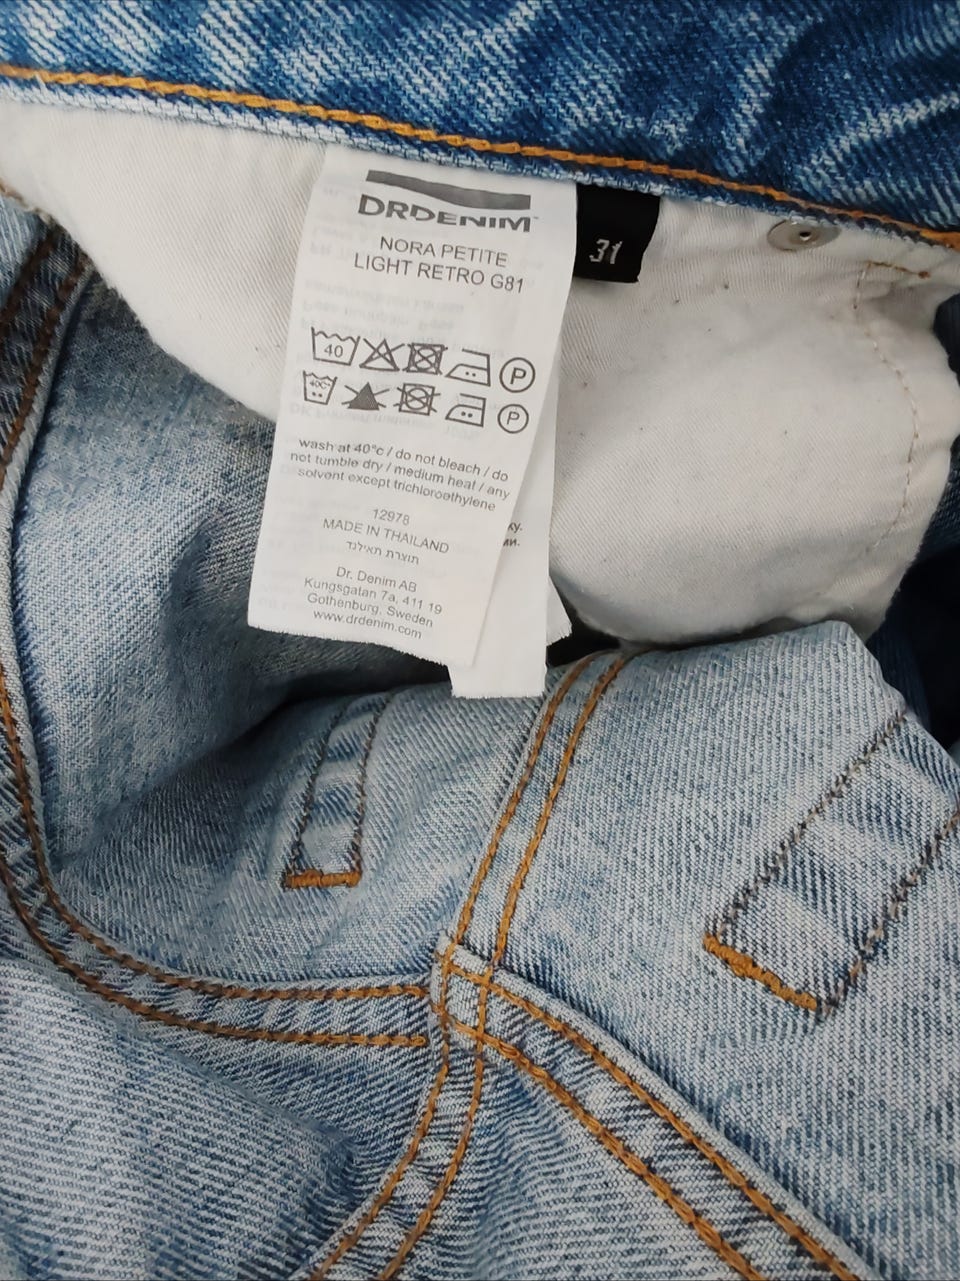 DRDENIM
NORA PETITE
LIGHT RETRO G81
31
40 P
40C° P
wash at 40°c / do not bleach / do
not tumble dry / medium heat / any
solvent except trichloroethylene
12978
MADE IN THAILAND
תוצרת תאילנד
Dr. Denim AB
Kungsgatan 7a, 411 19
Gothenburg, Sweden
www.drdenim.com